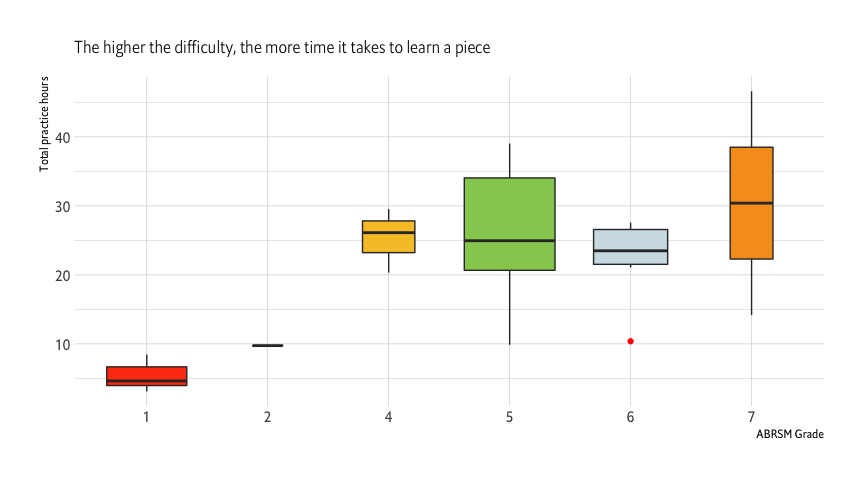 The higher the difficulty, the more time it takes to learn a piece
Total practice hours
40
30
20
10
1 2 4 5 6 7
ABRSM Grade